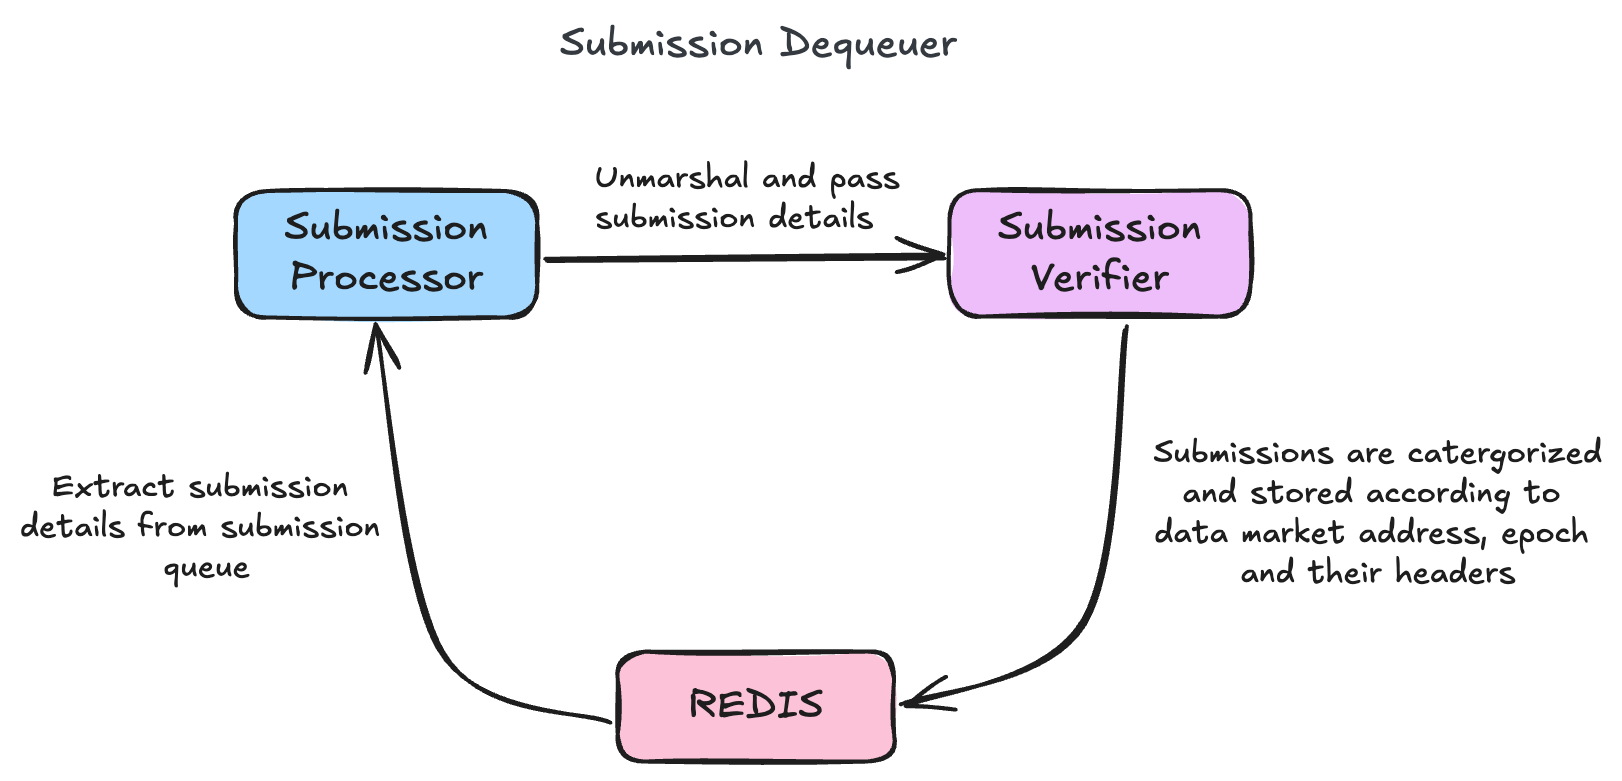 Submission Dequeuer
Unmarshal and pass
submission details
Submission
Processor
Submission
Verifier
Extract submission
details from submission
queue
Submissions are catergorized
and stored according to
data market address, epoch
and their headers
REDIS